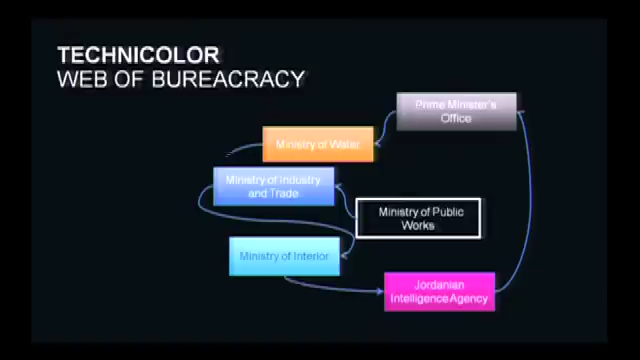 TECHNICOLOR
WEB OF BUREACRACY
Prime Minister's
Office
Ministry of Water
Ministry of Industry
and Trade
Ministry of Public
Works
Ministry of Interior
Jordanian
Intelligence Agency